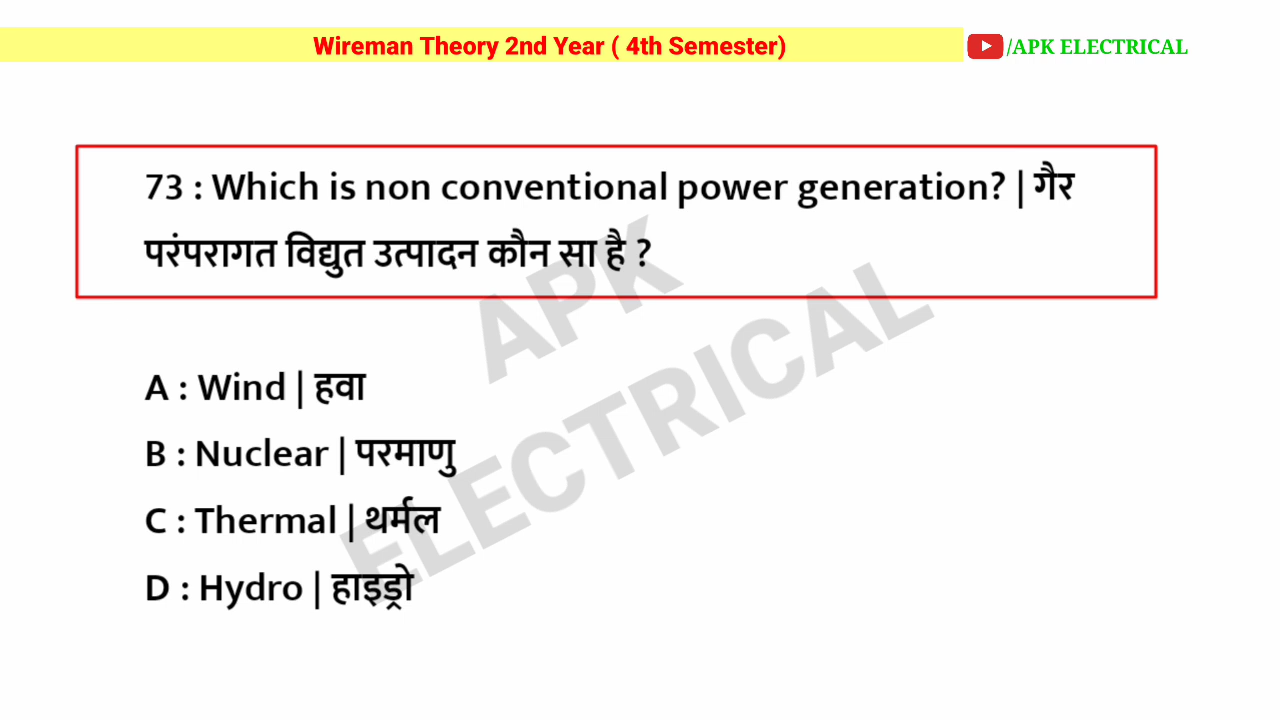 Wireman Theory 2nd Year ( 4th Semester)
/APK ELECTRICAL
73 : Which is non conventional power generation? | गैर
परंपरागत विद्युत उत्पादन कौन सा है ?
A : Wind | हवा
B : Nuclear | परमाणु
C : Thermal | थर्मल
D : Hydro | हाइड्रो
APK
ELECTRICAL